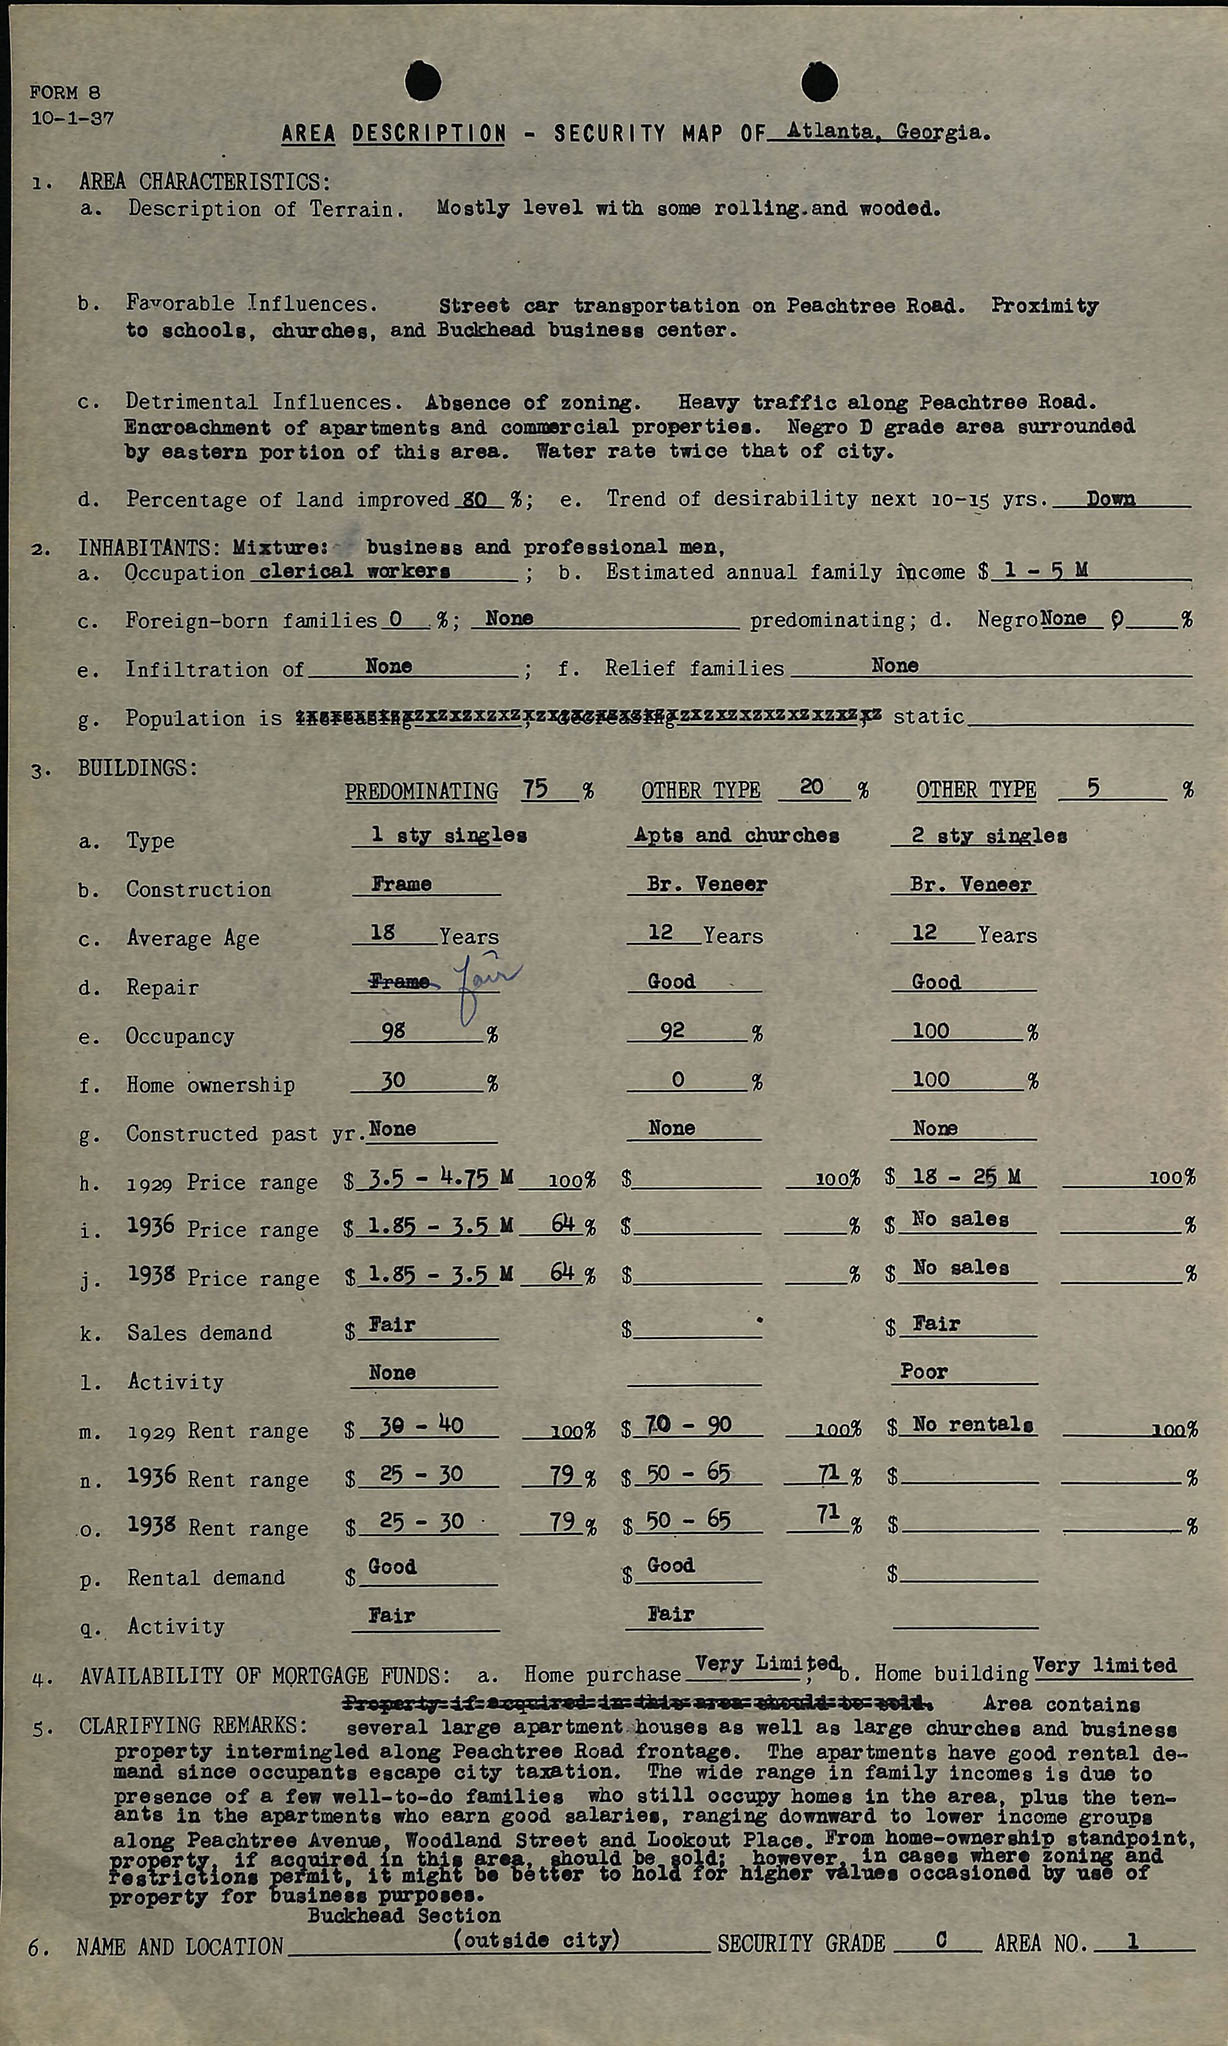 FORM 8
10-1-37
AREA DESCRIPTION - SECURITY MAP OF Atlanta, Georgia.
1. AREA CHARACTERISTICS:
a. Description of Terrain. Mostly level with some rolling.and wooded.
b. Favorable Influences. Street car transportation on Peachtree Road. Proximity
to schools, churches, and Buckhead business center.
c. Detrimental Influences. Absence of zoning. Heavy traffic along Peachtree Road.
Encroachment of apartments and commercial properties. Negro D grade area surrounded
by eastern portion of this area. Water rate twice that of city.
d. Percentage of land improved 80 %; e. Trend of desirability next 10-15 yrs. Down
2. INHABITANTS: Mixture: business and professional men,
a. Occupation clerical workers ; b. Estimated annual family income $ 1 - 5 M
c. Foreign-born families 0 %; None predominating; d. Negro None 0 %
e. Infiltration of None ; f. Relief families None
g. Population is increasing ; decreasing ; static
3. BUILDINGS:
PREDOMINATING 75 % OTHER TYPE 20 % OTHER TYPE 5 %
a. Type 1 sty singles Apts and churches 2 sty singles
b. Construction Frame Br. Veneer Br. Veneer
c. Average Age 18 Years 12 Years 12 Years
d. Repair Frame fair Good Good
e. Occupancy 98 % 92 % 100 %
f. Home ownership 30 % 0 % 100 %
g. Constructed past yr. None None None
h. 1929 Price range $ 3.5 - 4.75 M 100% $ 100% $ 18 - 25 M 100%
i. 1936 Price range $ 1.85 - 3.5 M 64 % $ % $ No sales %
j. 1938 Price range $ 1.85 - 3.5 M 64 % $ % $ No sales %
k. Sales demand $ Fair $ $ Fair
l. Activity None Poor
m. 1929 Rent range $ 30 - 40 100% $ 70 - 90 100% $ No rentals 100%
n. 1936 Rent range $ 25 - 30 79 % $ 50 - 65 71 % $ %
o. 1938 Rent range $ 25 - 30 79 % $ 50 - 65 71 % $ %
p. Rental demand $ Good $ Good $
q. Activity Fair Fair
4. AVAILABILITY OF MORTGAGE FUNDS: a. Home purchase Very Limited; b. Home building Very limited
Property if acquired in this area should be sold. Area contains
5. CLARIFYING REMARKS: several large apartment houses as well as large churches and business
property intermingled along Peachtree Road frontage. The apartments have good rental de-
mand since occupants escape city taxation. The wide range in family incomes is due to
presence of a few well-to-do families who still occupy homes in the area, plus the ten-
ants in the apartments who earn good salaries, ranging downward to lower income groups
along Peachtree Avenue, Woodland Street and Lookout Place. From home-ownership standpoint,
property, if acquired in this area, should be sold; however, in cases where zoning and
restrictions permit, it might be better to hold for higher values occasioned by use of
property for business purposes.
Buckhead Section
6. NAME AND LOCATION (outside city) SECURITY GRADE C AREA NO. 1